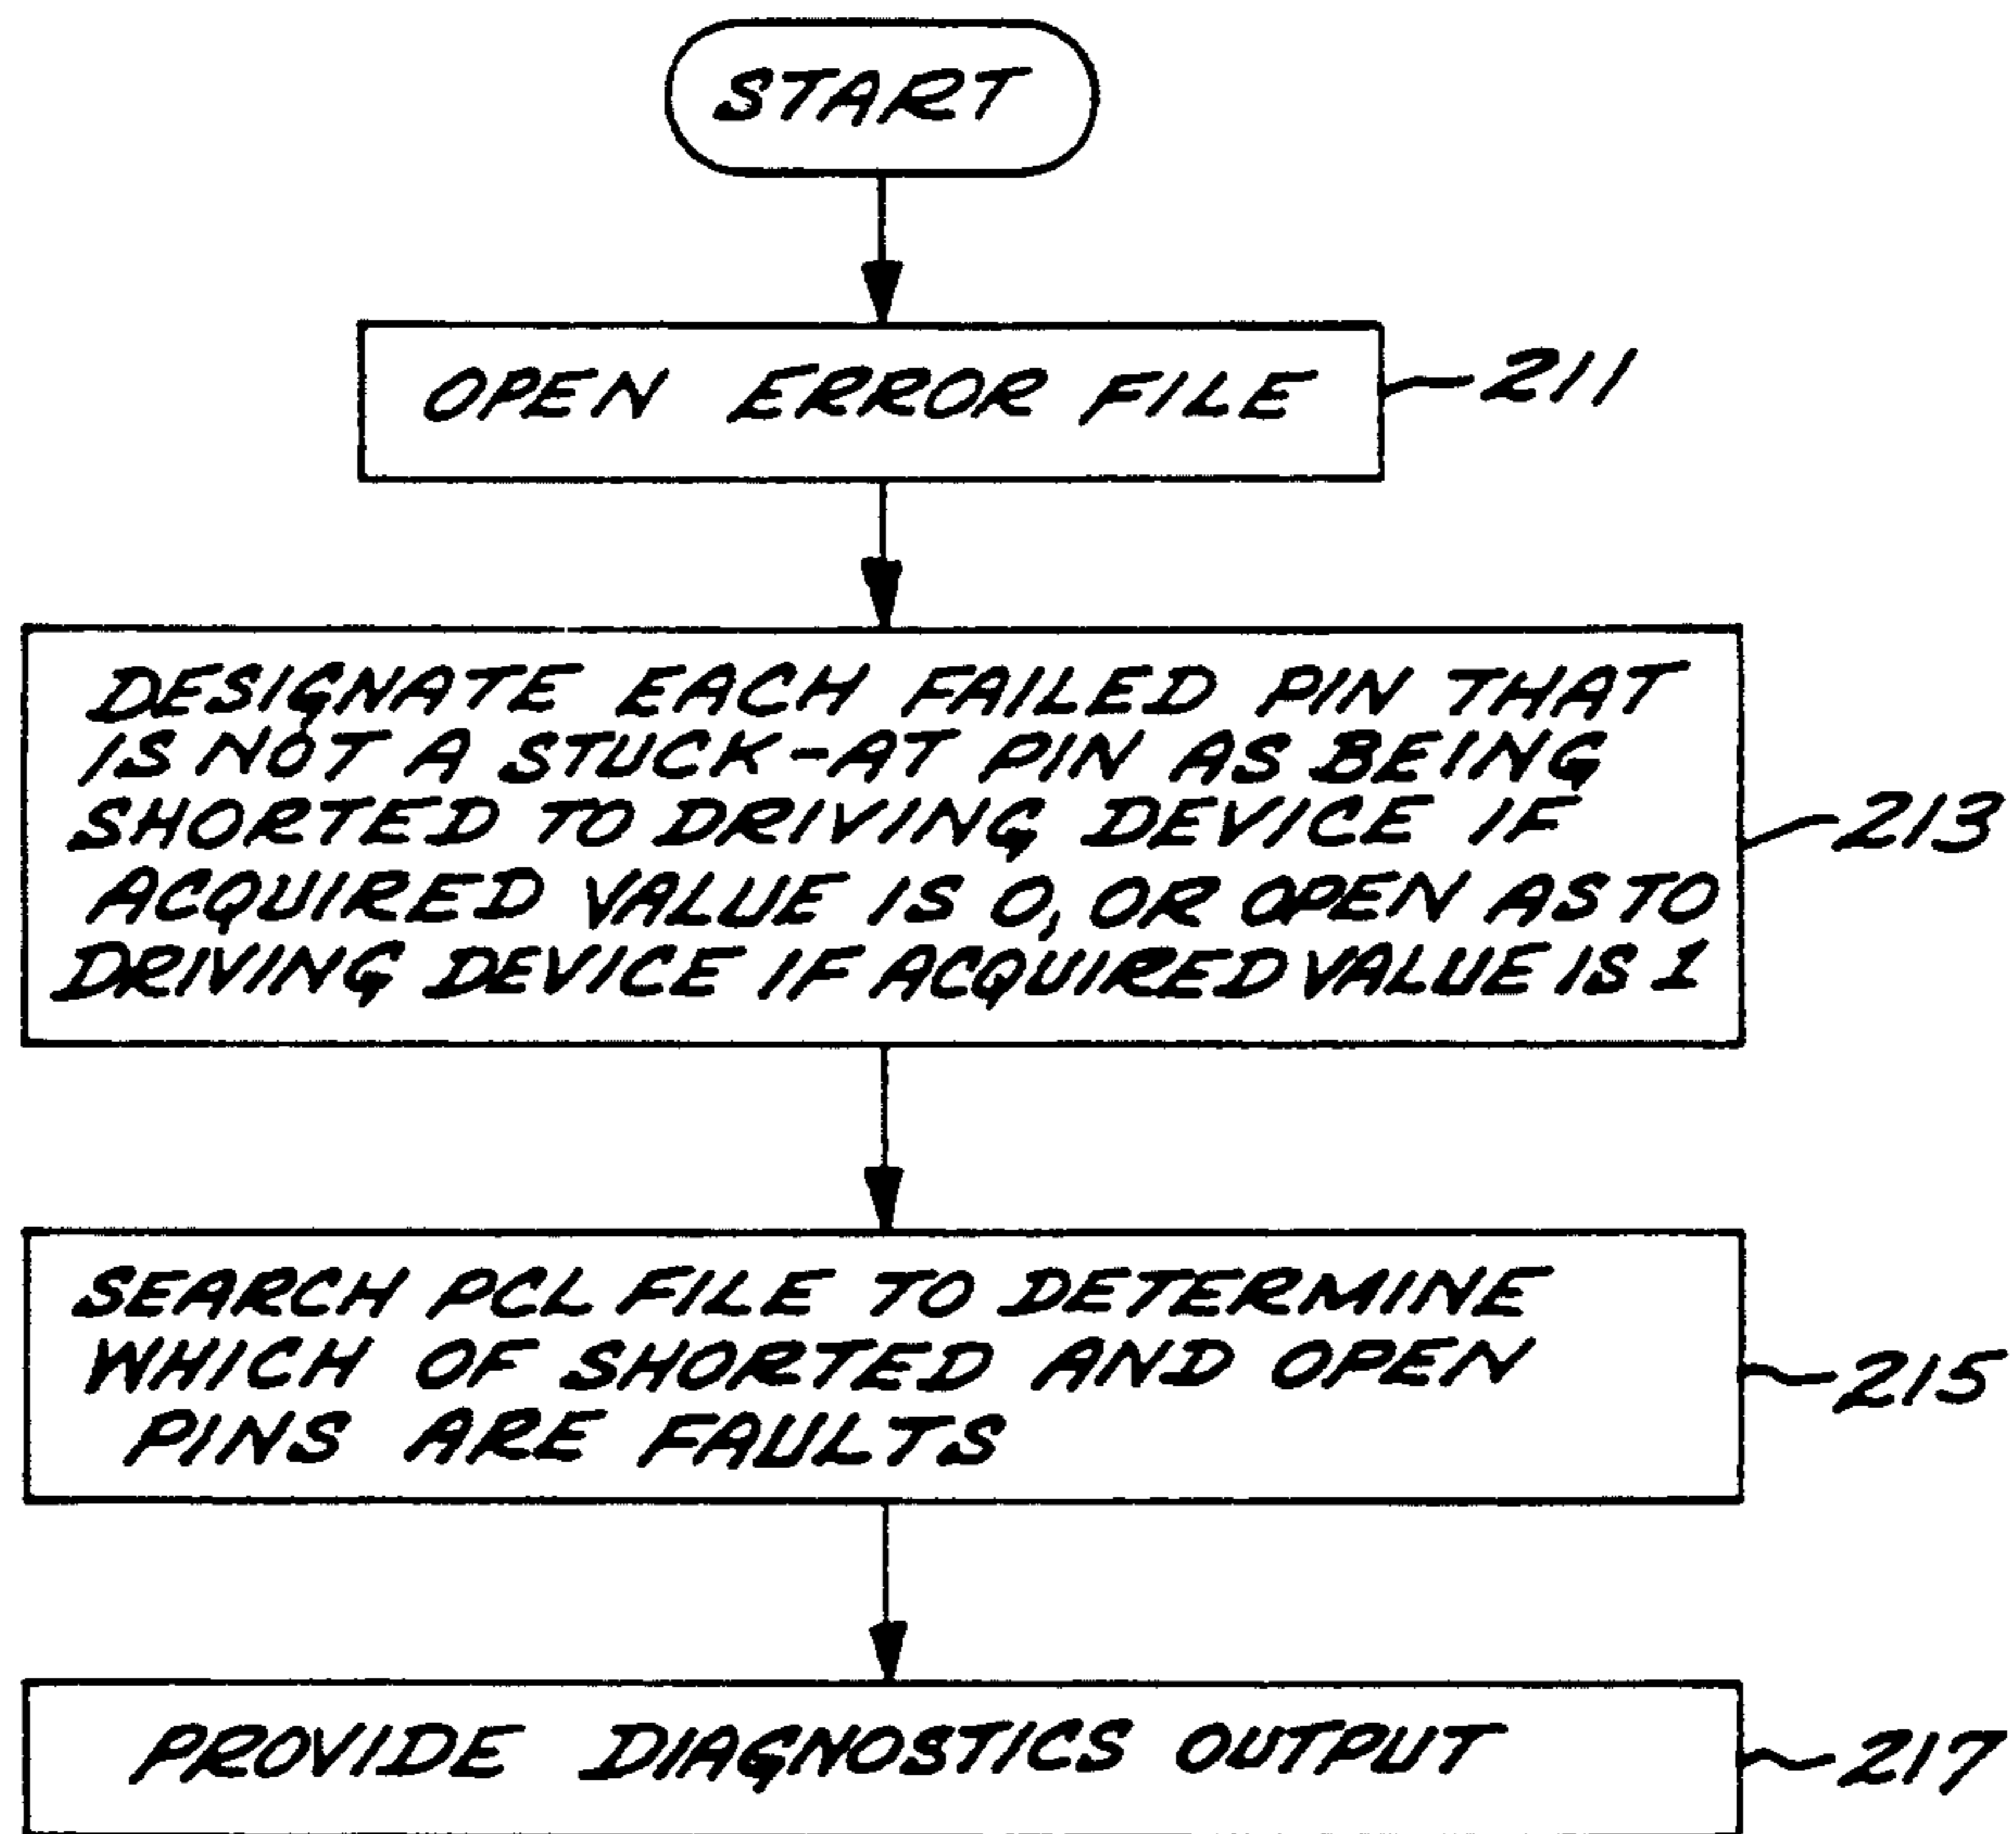 START
OPEN ERROR FILE
211
DESIGNATE EACH FAILED PIN THAT
IS NOT A STUCK-AT PIN AS BEING
SHORTED TO DRIVING DEVICE IF
ACQUIRED VALUE IS 0, OR OPEN AS TO
DRIVING DEVICE IF ACQUIRED VALUE IS 1
213
SEARCH PCL FILE TO DETERMINE
WHICH OF SHORTED AND OPEN
PINS ARE FAULTS
215
PROVIDE DIAGNOSTICS OUTPUT
217